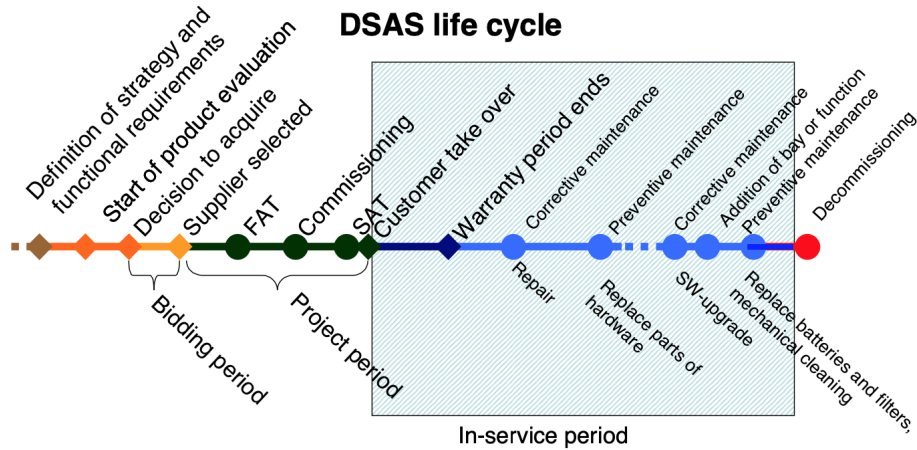 DSAS life cycle
Definition of strategy and
functional requirements
Start of product evaluation
Decision to acquire
Supplier selected
FAT
Commissioning
SAT
Customer take over
Warranty period ends
Corrective maintenance
Preventive maintenance
Corrective maintenance
Addition of bay or function
Preventive maintenance
Decommissioning
Bidding period
Project period
Repair
Replace parts of
hardware
SW-upgrade
Replace batteries and filters,
mechanical cleaning
In-service period